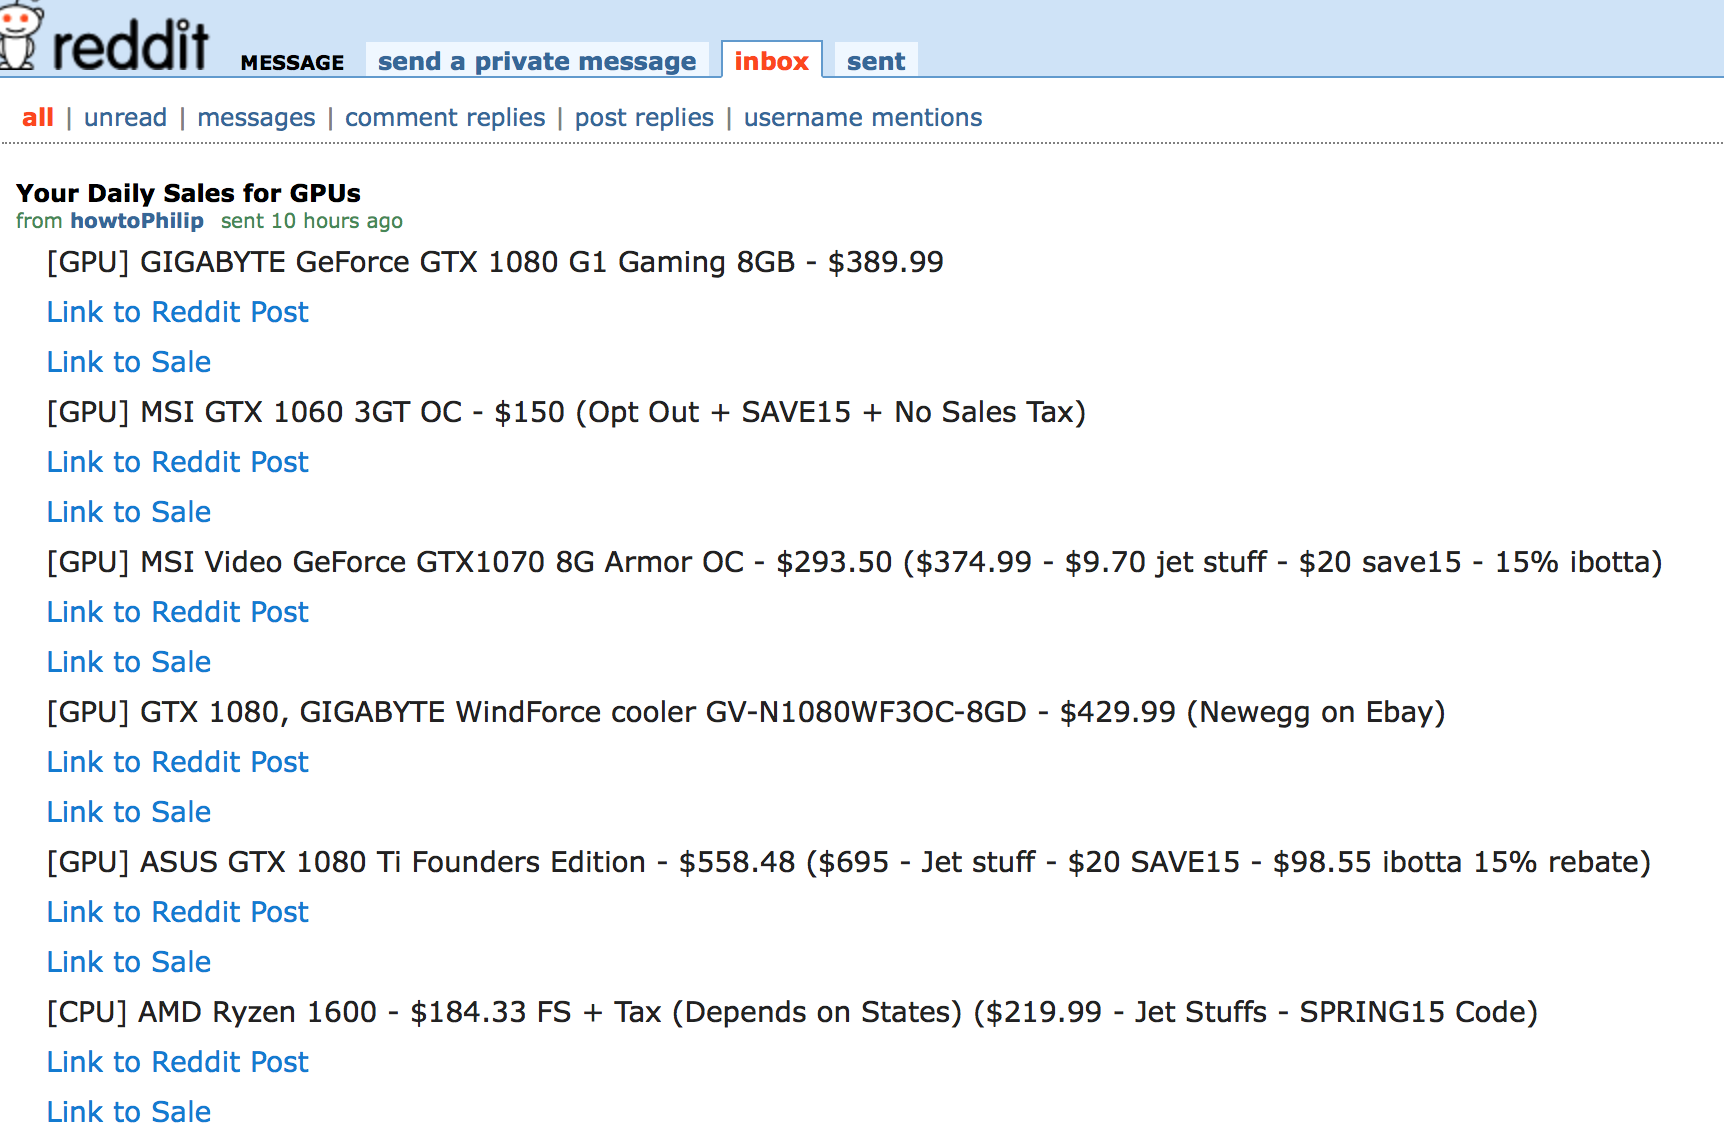 reddit MESSAGE send a private message inbox sent
all | unread | messages | comment replies | post replies | username mentions
Your Daily Sales for GPUs
from howtoPhilip sent 10 hours ago
[GPU] GIGABYTE GeForce GTX 1080 G1 Gaming 8GB - $389.99
Link to Reddit Post
Link to Sale
[GPU] MSI GTX 1060 3GT OC - $150 (Opt Out + SAVE15 + No Sales Tax)
Link to Reddit Post
Link to Sale
[GPU] MSI Video GeForce GTX1070 8G Armor OC - $293.50 ($374.99 - $9.70 jet stuff - $20 save15 - 15% ibotta)
Link to Reddit Post
Link to Sale
[GPU] GTX 1080, GIGABYTE WindForce cooler GV-N1080WF3OC-8GD - $429.99 (Newegg on Ebay)
Link to Reddit Post
Link to Sale
[GPU] ASUS GTX 1080 Ti Founders Edition - $558.48 ($695 - Jet stuff - $20 SAVE15 - $98.55 ibotta 15% rebate)
Link to Reddit Post
Link to Sale
[CPU] AMD Ryzen 1600 - $184.33 FS + Tax (Depends on States) ($219.99 - Jet Stuffs - SPRING15 Code)
Link to Reddit Post
Link to Sale